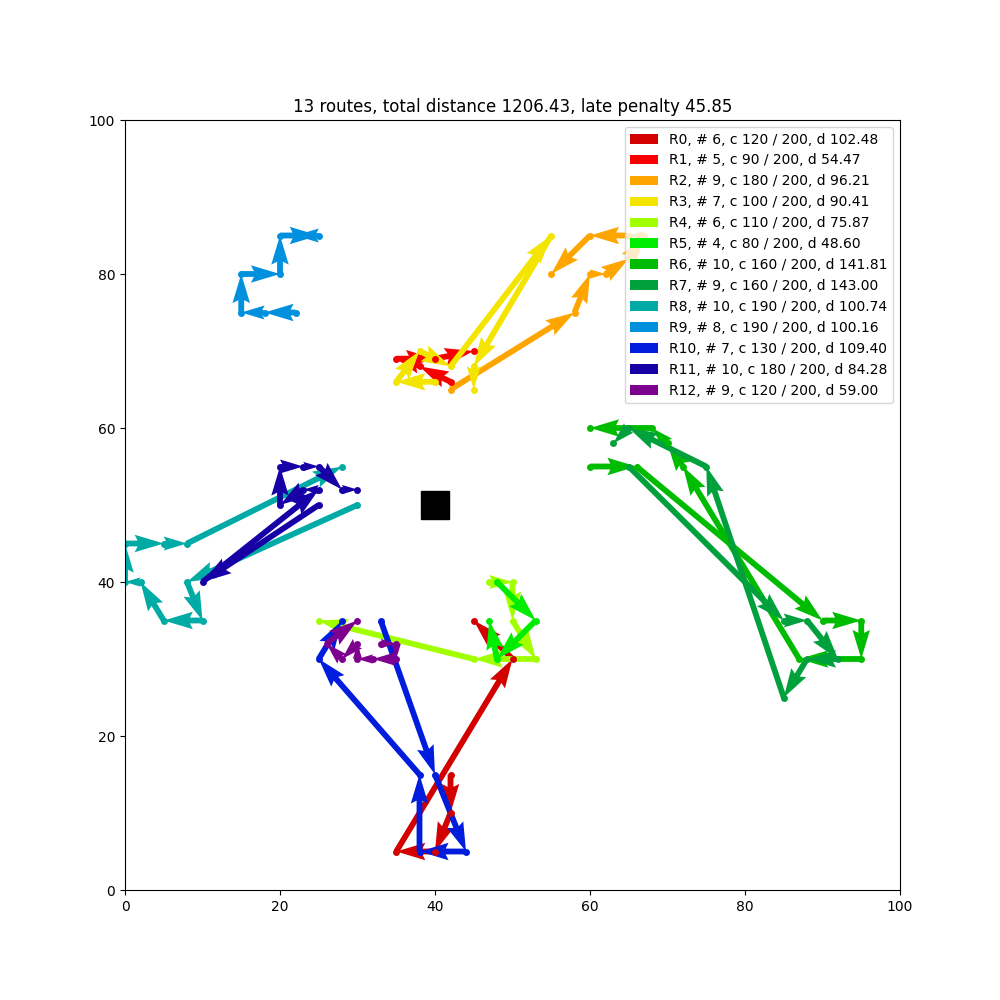 13 routes, total distance 1206.43, late penalty 45.85
R0, # 6, c 120 / 200, d 102.48
R1, # 5, c 90 / 200, d 54.47
R2, # 9, c 180 / 200, d 96.21
R3, # 7, c 100 / 200, d 90.41
R4, # 6, c 110 / 200, d 75.87
R5, # 4, c 80 / 200, d 48.60
R6, # 10, c 160 / 200, d 141.81
R7, # 9, c 160 / 200, d 143.00
R8, # 10, c 190 / 200, d 100.74
R9, # 8, c 190 / 200, d 100.16
R10, # 7, c 130 / 200, d 109.40
R11, # 10, c 180 / 200, d 84.28
R12, # 9, c 120 / 200, d 59.00
100
80
60
40
20
0
0 20 40 60 80 100